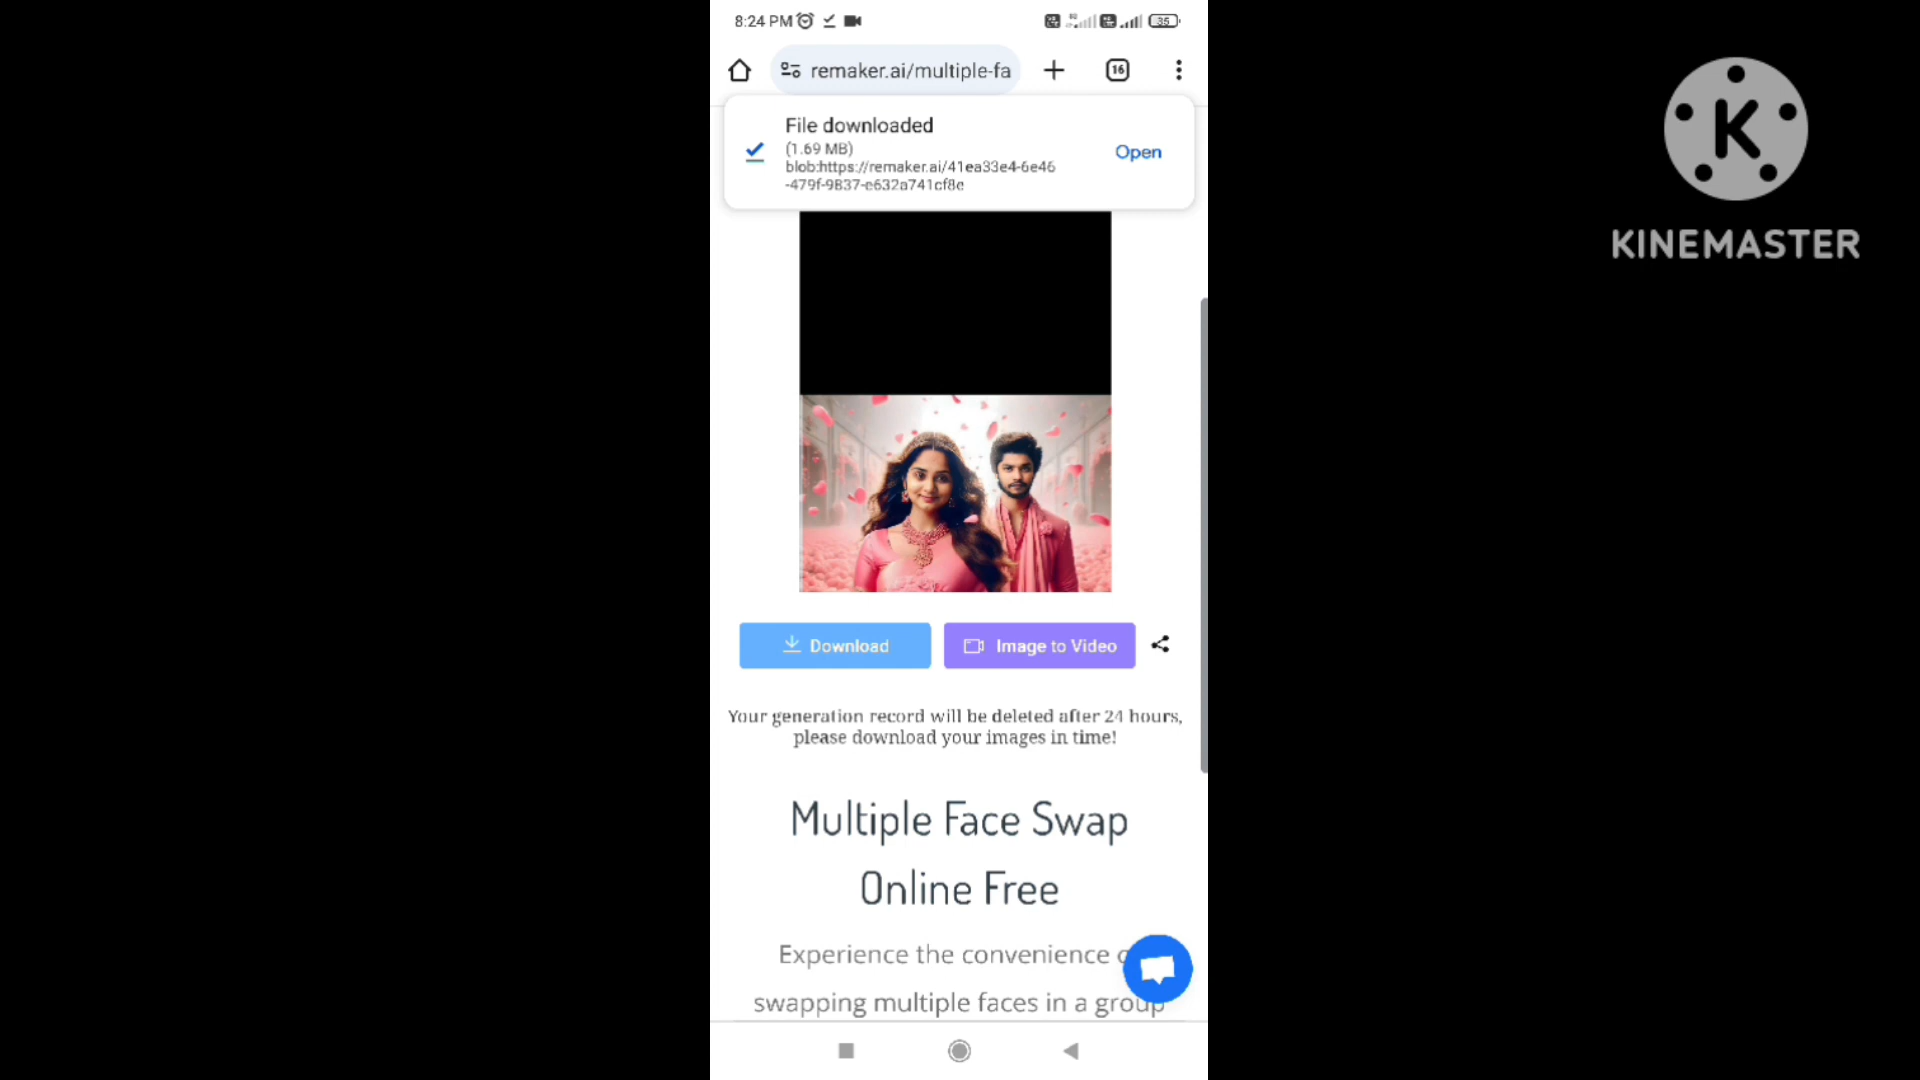 8:24 PM
35
remaker.ai/multiple-fa
16
File downloaded
(1.69 MB)
blob:https://remaker.ai/41ea33e4-6e46
-479f-9837-e632a741cf8e
Open
K
KINEMASTER
Download
Image to Video
Your generation record will be deleted after 24 hours,
please download your images in time!
Multiple Face Swap
Online Free
Experience the convenience
swapping multiple faces in a group